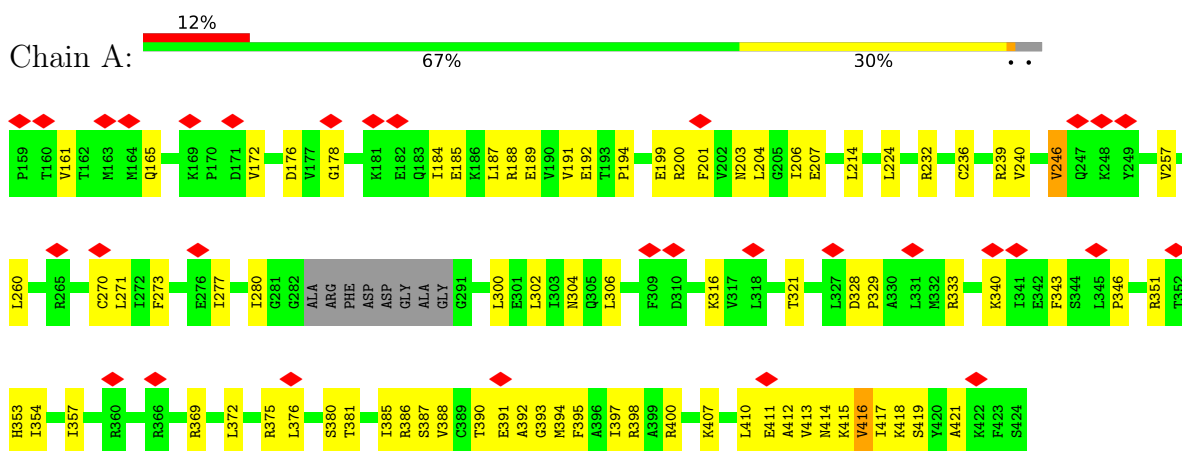 12%
Chain A:
67% 30% • •
P159 T160 V161 T162 M163 M164 Q165 K169 P170 D171 V172 D176 V177 G178 K181 E182 Q183 I184 E185 K186 L187 R188 E189 V190 V191 E192 T193 P194 E199 R200 F201 V202 N203 L204 G205 I206 E207 L214 L224 R232 C236 R239 V240 V246 Q247 K248 Y249 V257
L260 R265 C270 L271 I272 F273 E276 I277 I280 G281 G282 ALA ARG PHE ASP ASP GLY ALA GLY G291 L300 E301 L302 I303 N304 Q305 L306 F309 D310 K316 V317 L318 T321 L327 D328 P329 A330 L331 M332 R333 K340 I341 E342 F343 S344 L345 P346 R351 T352
H353 I354 I357 R360 R366 R369 L372 R375 L376 S380 T381 I385 R386 S387 V388 C389 T390 E391 A392 G393 M394 F395 A396 I397 R398 A399 R400 K407 L410 E411 A412 V413 N414 K415 V416 I417 K418 S419 Y420 A421 K422 F423 S424